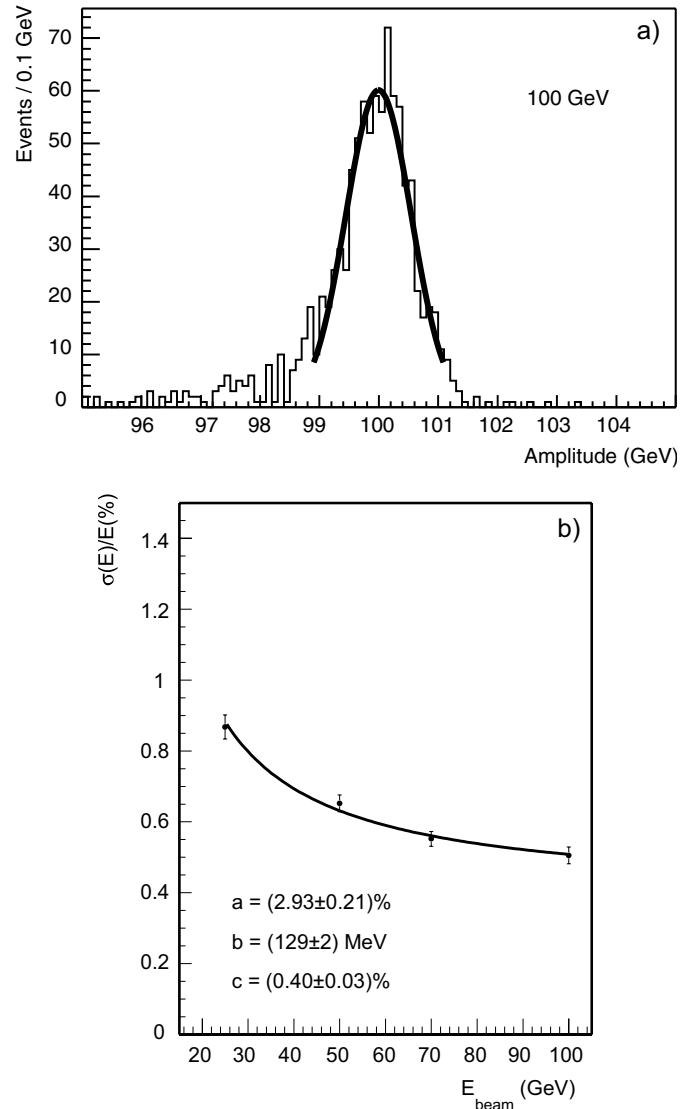 a)
Events / 0.1 GeV
70
60
50
40
30
20
10
0
100 GeV
96 97 98 99 100 101 102 103 104
Amplitude (GeV)
b)
σ(E)/E(%)
1.4
1.2
1
0.8
0.6
0.4
0.2
0
a = (2.93±0.21)%
b = (129±2) MeV
c = (0.40±0.03)%
20 30 40 50 60 70 80 90 100
E_beam (GeV)